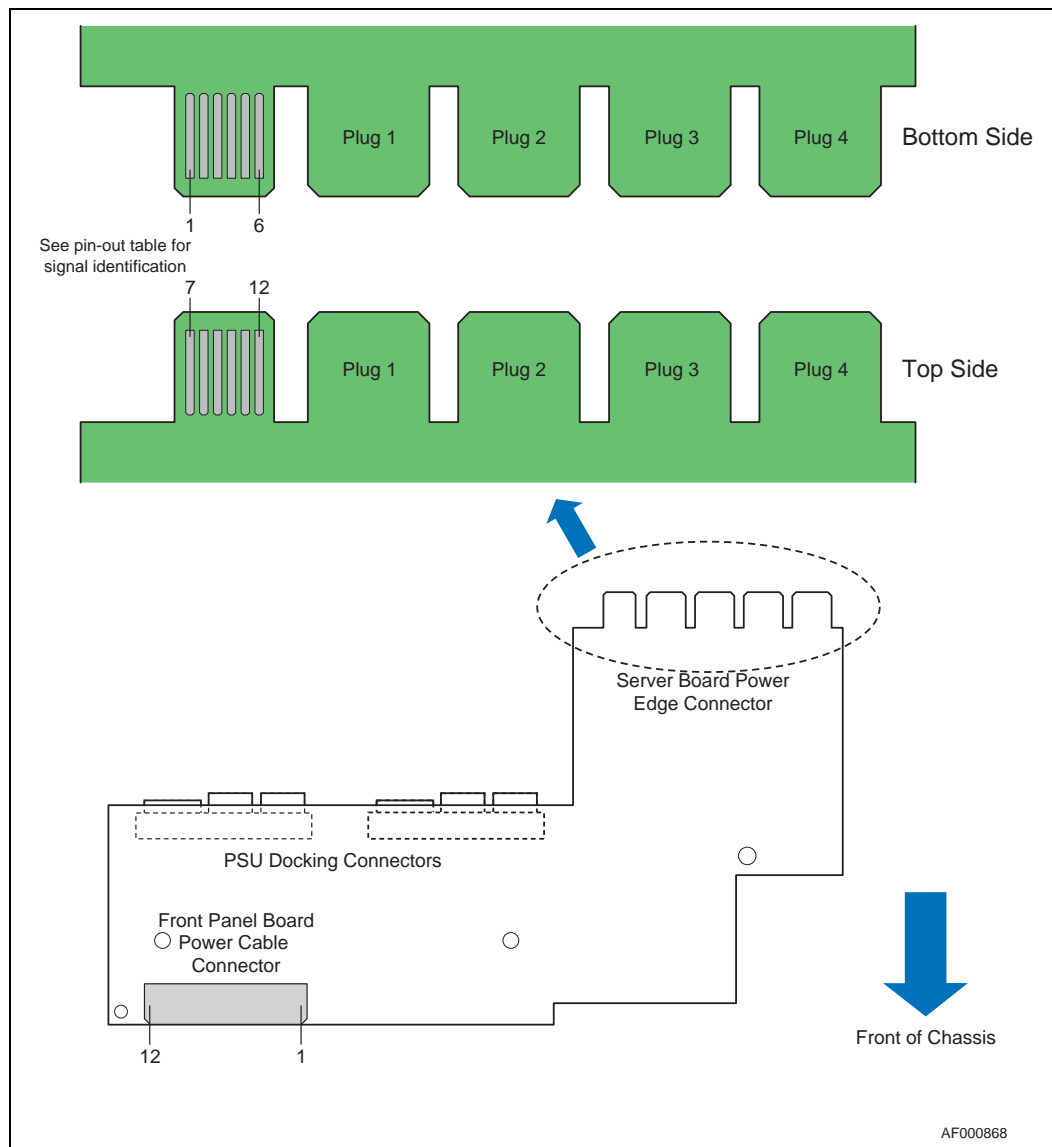 Plug 1
Plug 2
Plug 3
Plug 4
Bottom Side
1
6
See pin-out table for
signal identification
7
12
Plug 1
Plug 2
Plug 3
Plug 4
Top Side
Server Board Power
Edge Connector
PSU Docking Connectors
Front Panel Board
Power Cable
Connector
12
1
Front of Chassis
AF000868